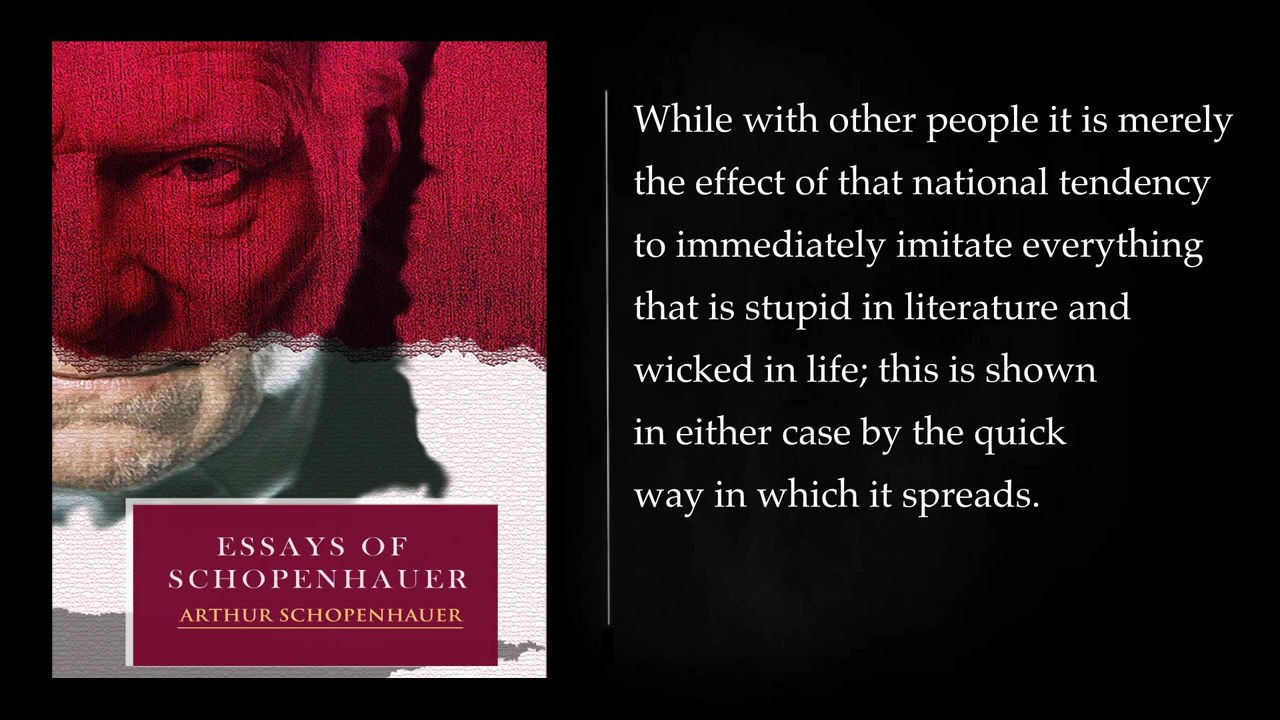 ESSAYS OF
SCHOPENHAUER
ARTHUR SCHOPENHAUER
While with other people it is merely
the effect of that national tendency
to immediately imitate everything
that is stupid in literature and
wicked in life; this is shown
in either case by the quick
way in which it spreads.